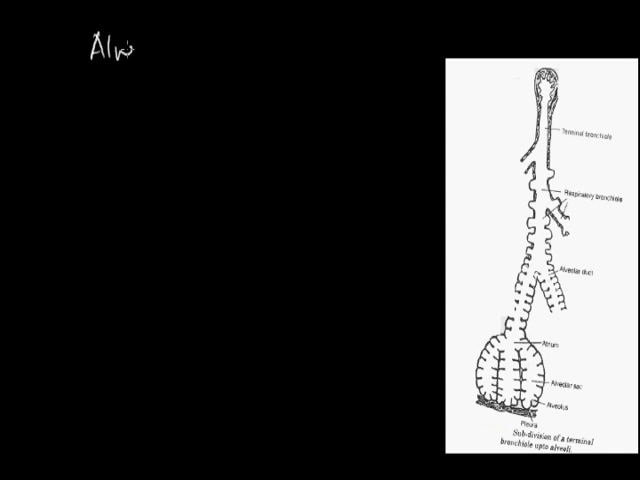 Alv
Terminal bronchiole
Respiratory bronchiole
Alveolar duct
Atrium
Alveolar sac
Alveolus
Pleura
Sub-division of a terminal
bronchiole upto alveoli.